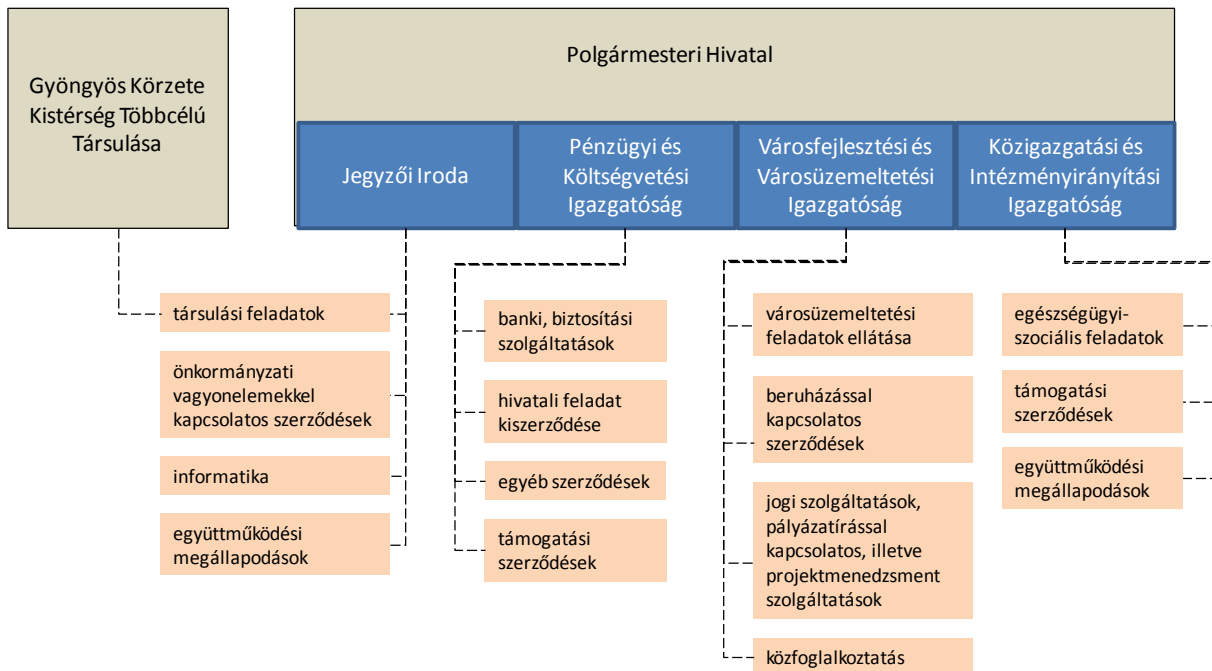 Gyöngyös Körzete
Kistérség Többcélú
Társulása
Polgármesteri Hivatal
Jegyzői Iroda
Pénzügyi és
Költségvetési
Igazgatóság
Városfejlesztési és
Városüzemeltetési
Igazgatóság
Közigazgatási és
Intézményirányítási
Igazgatóság
társulási feladatok
önkormányzati
vagyonelemekkel
kapcsolatos szerződések
informatika
együttműködési
megállapodások
banki, biztosítási
szolgáltatások
hivatali feladat
kiszerződése
egyéb szerződések
támogatási
szerződések
városüzemeltetési
feladatok ellátása
beruházással
kapcsolatos
szerződések
jogi szolgáltatások,
pályázatírással
kapcsolatos, illetve
projektmenedzsment
szolgáltatások
közfoglalkoztatás
egészségügyi-
szociális feladatok
támogatási
szerződések
együttműködési
megállapodások